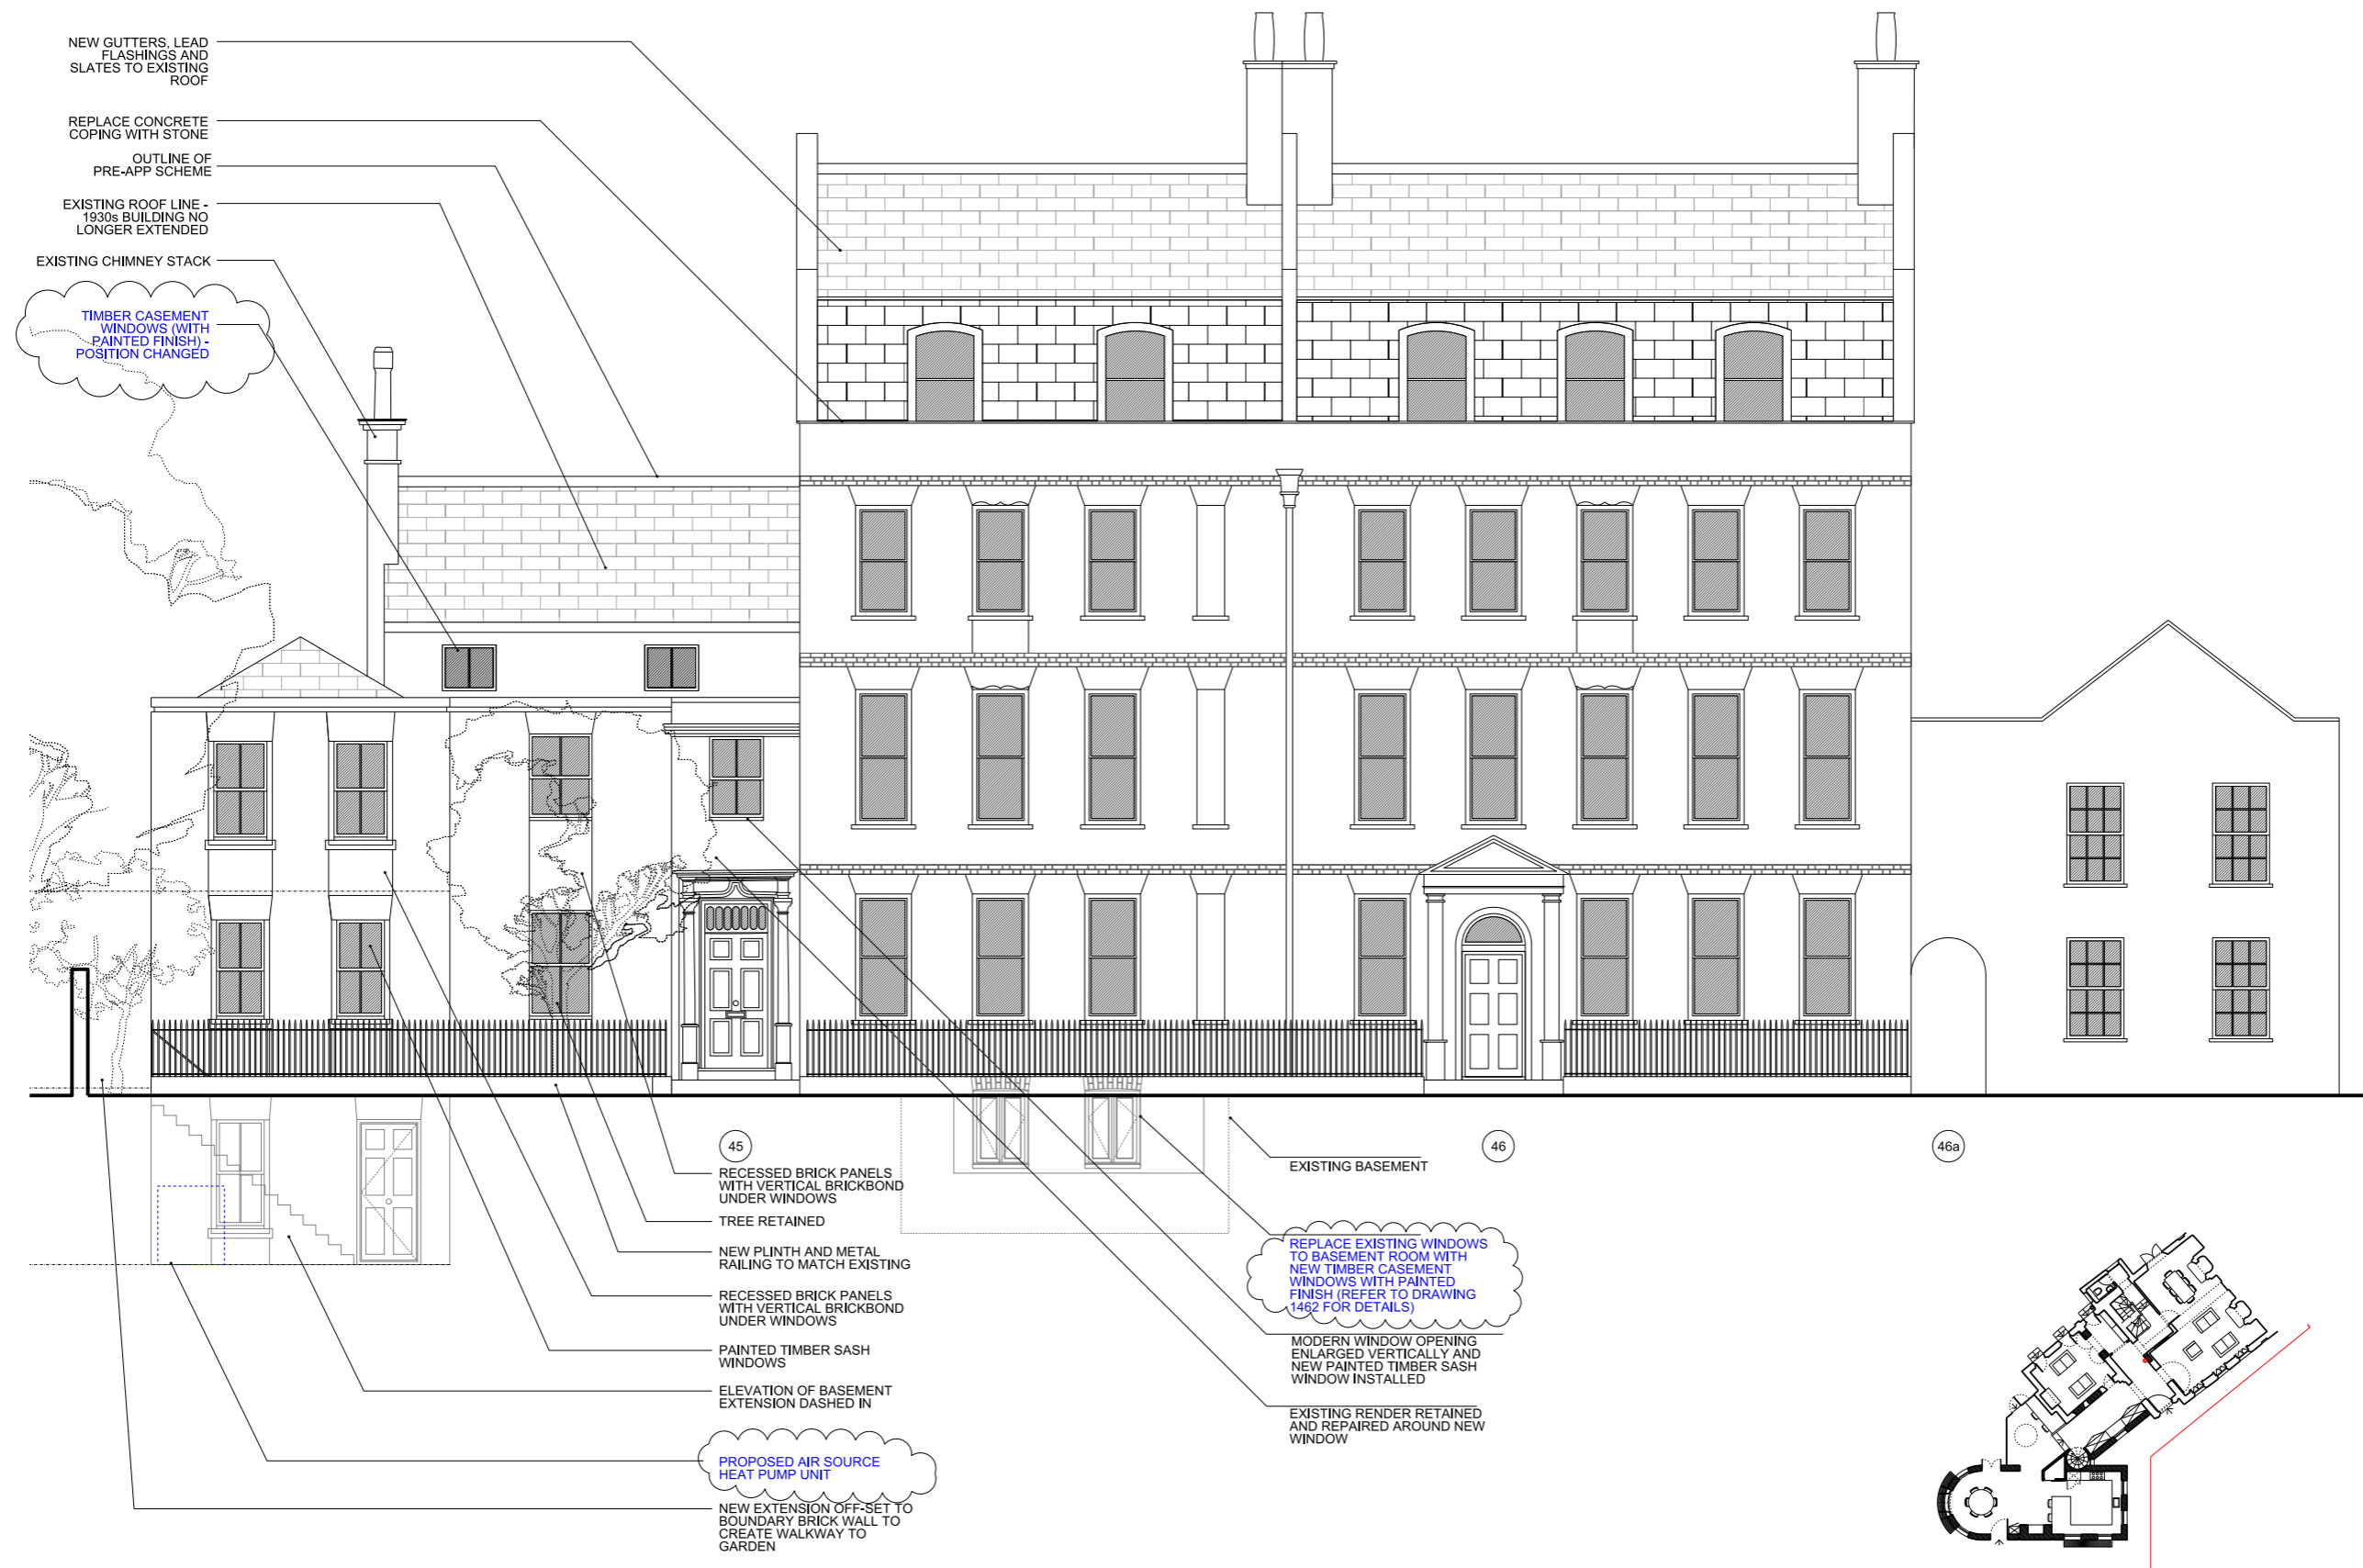 NEW GUTTERS, LEAD
FLASHINGS AND
SLATES TO EXISTING
ROOF
REPLACE CONCRETE
COPING WITH STONE
OUTLINE OF
PRE-APP SCHEME
EXISTING ROOF LINE -
1930s BUILDING NO
LONGER EXTENDED
EXISTING CHIMNEY STACK
TIMBER CASEMENT
WINDOWS (WITH
PAINTED FINISH) -
POSITION CHANGED
45
46
46a
RECESSED BRICK PANELS
WITH VERTICAL BRICKBOND
UNDER WINDOWS
TREE RETAINED
NEW PLINTH AND METAL
RAILING TO MATCH EXISTING
RECESSED BRICK PANELS
WITH VERTICAL BRICKBOND
UNDER WINDOWS
PAINTED TIMBER SASH
WINDOWS
ELEVATION OF BASEMENT
EXTENSION DASHED IN
PROPOSED AIR SOURCE
HEAT PUMP UNIT
NEW EXTENSION OFF-SET TO
BOUNDARY BRICK WALL TO
CREATE WALKWAY TO
GARDEN
EXISTING BASEMENT
REPLACE EXISTING WINDOWS
TO BASEMENT ROOM WITH
NEW TIMBER CASEMENT
WINDOWS WITH PAINTED
FINISH (REFER TO DRAWING
1462 FOR DETAILS)
MODERN WINDOW OPENING
ENLARGED VERTICALLY AND
NEW PAINTED TIMBER SASH
WINDOW INSTALLED
EXISTING RENDER RETAINED
AND REPAIRED AROUND NEW
WINDOW